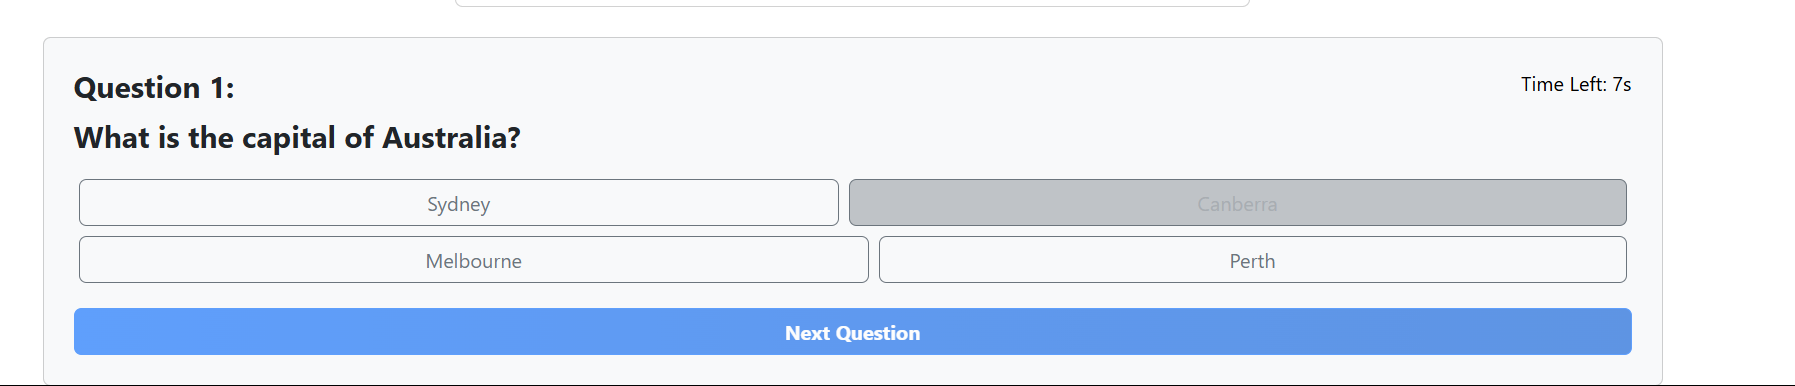 Question 1:
Time Left: 7s
What is the capital of Australia?
Sydney
Canberra
Melbourne
Perth
Next Question